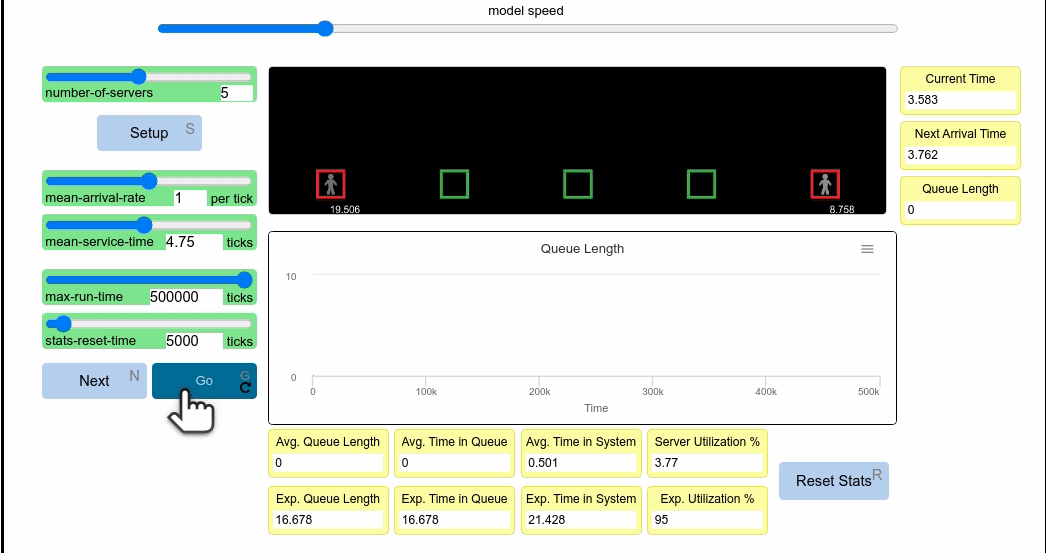 model speed
number-of-servers 5
Setup S
mean-arrival-rate 1 per tick
mean-service-time 4.75 ticks
max-run-time 500000 ticks
stats-reset-time 5000 ticks
Next N
Go G
19.506
8.758
Current Time
3.583
Next Arrival Time
3.762
Queue Length
0
Queue Length
10
0
0 100k 200k 300k 400k 500k
Time
Avg. Queue Length
0
Avg. Time in Queue
0
Avg. Time in System
0.501
Server Utilization %
3.77
Exp. Queue Length
16.678
Exp. Time in Queue
16.678
Exp. Time in System
21.428
Exp. Utilization %
95
Reset Stats R